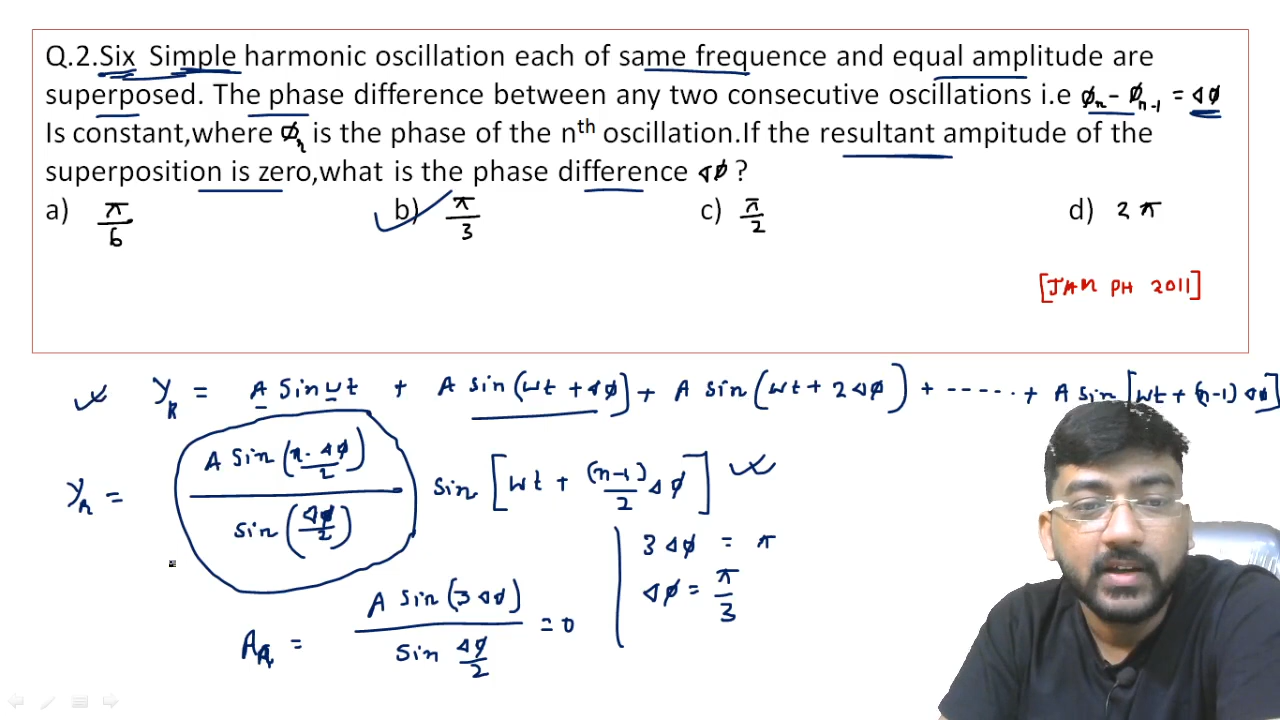 Q.2.Six Simple harmonic oscillation each of same frequence and equal amplitude are
superposed. The phase difference between any two consecutive oscillations i.e ϕₙ - ϕₙ₋₁ = Δϕ
Is constant,where ϕₙ is the phase of the nᵗʰ oscillation.If the resultant ampitude of the
superposition is zero,what is the phase difference Δϕ ?
a) π/6 b) π/3 c) π/2 d) 2π
[JAM PH 2011]
y_R = A sin ωt + A sin(ωt + Δϕ] + A sin(ωt + 2Δϕ) + ----- . + A sin[ωt + (n-1) Δϕ]
y_R = A sin(n·Δϕ/2) / sin(Δϕ/2) sin[ωt + (n-1)/2 Δϕ]
3Δϕ = π
Δϕ = π/3
A_R = A sin(3Δϕ) / sin Δϕ/2 = 0